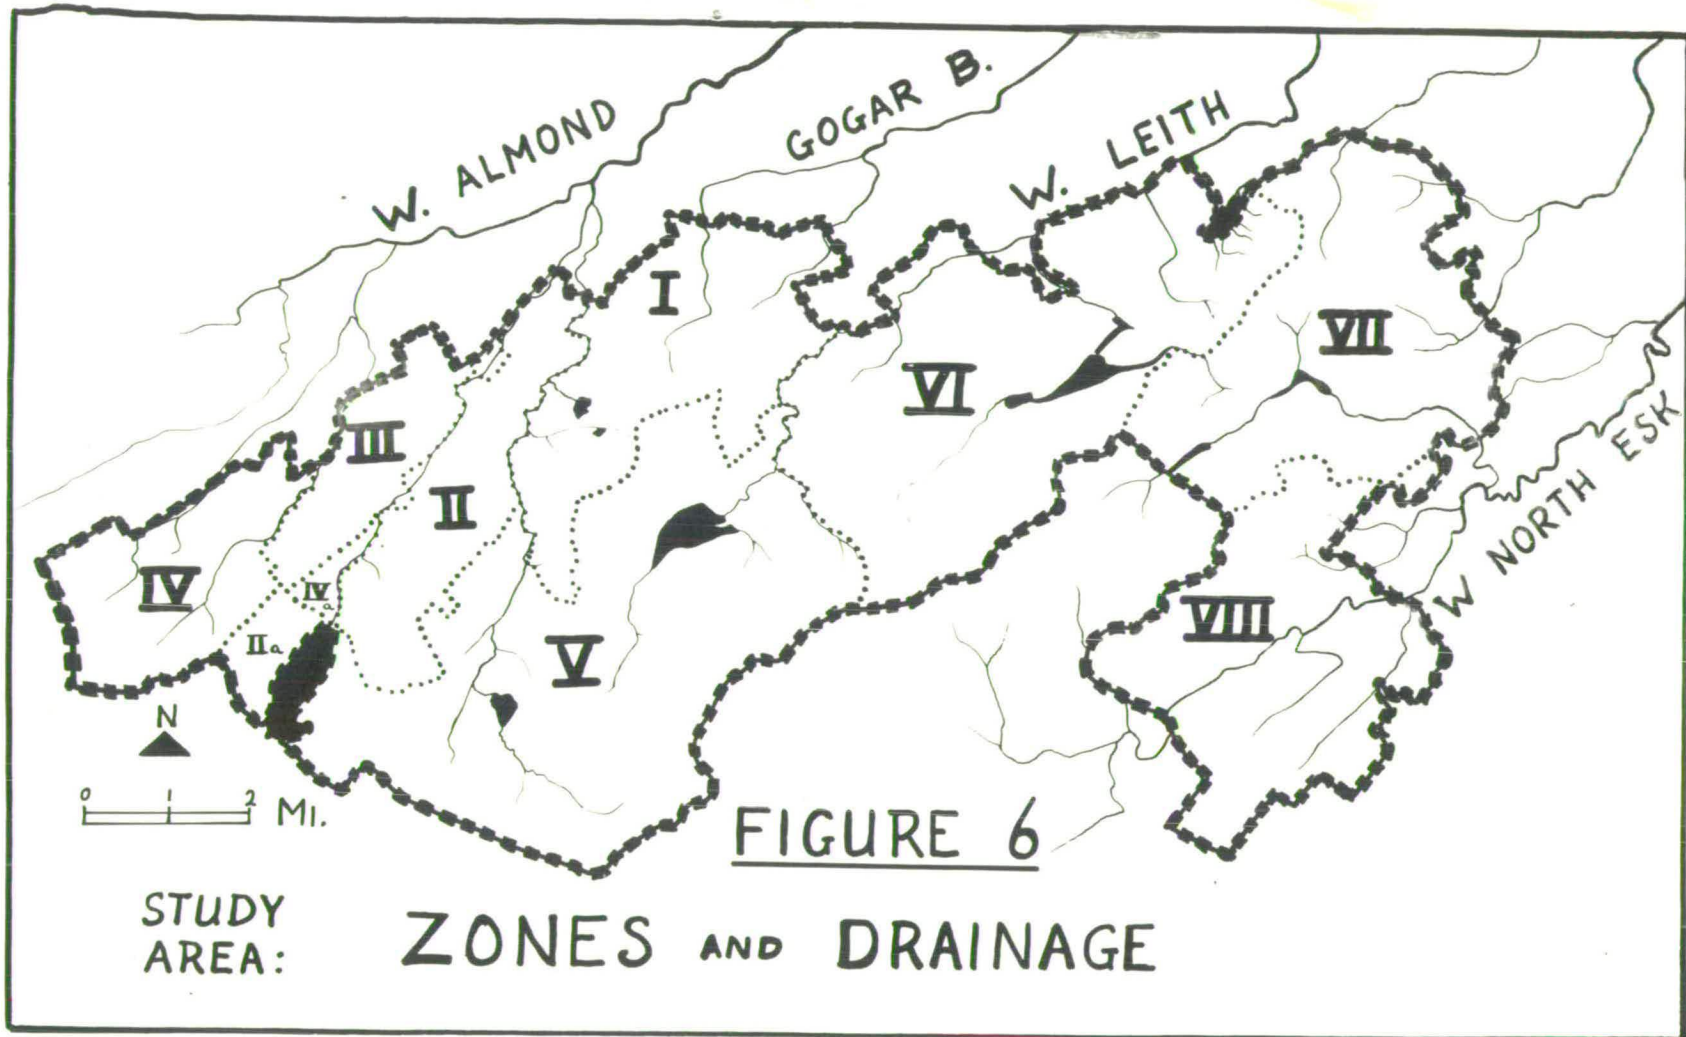 W. ALMOND
GOGAR B.
W. LEITH
I
VII
VI
III
II
IV
IVa
IIa
V
VIII
W NORTH ESK
N
0 1 2 MI.
FIGURE 6
STUDY
AREA:
ZONES AND DRAINAGE